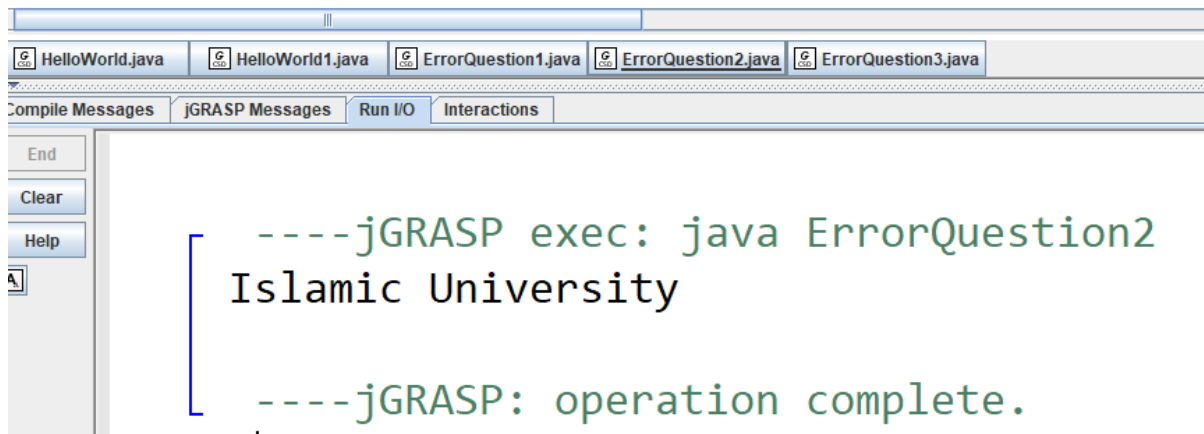 HelloWorld.java HelloWorld1.java ErrorQuestion1.java ErrorQuestion2.java ErrorQuestion3.java
Compile Messages jGRASP Messages Run I/O Interactions
End
Clear
Help
----jGRASP exec: java ErrorQuestion2
Islamic University
----jGRASP: operation complete.